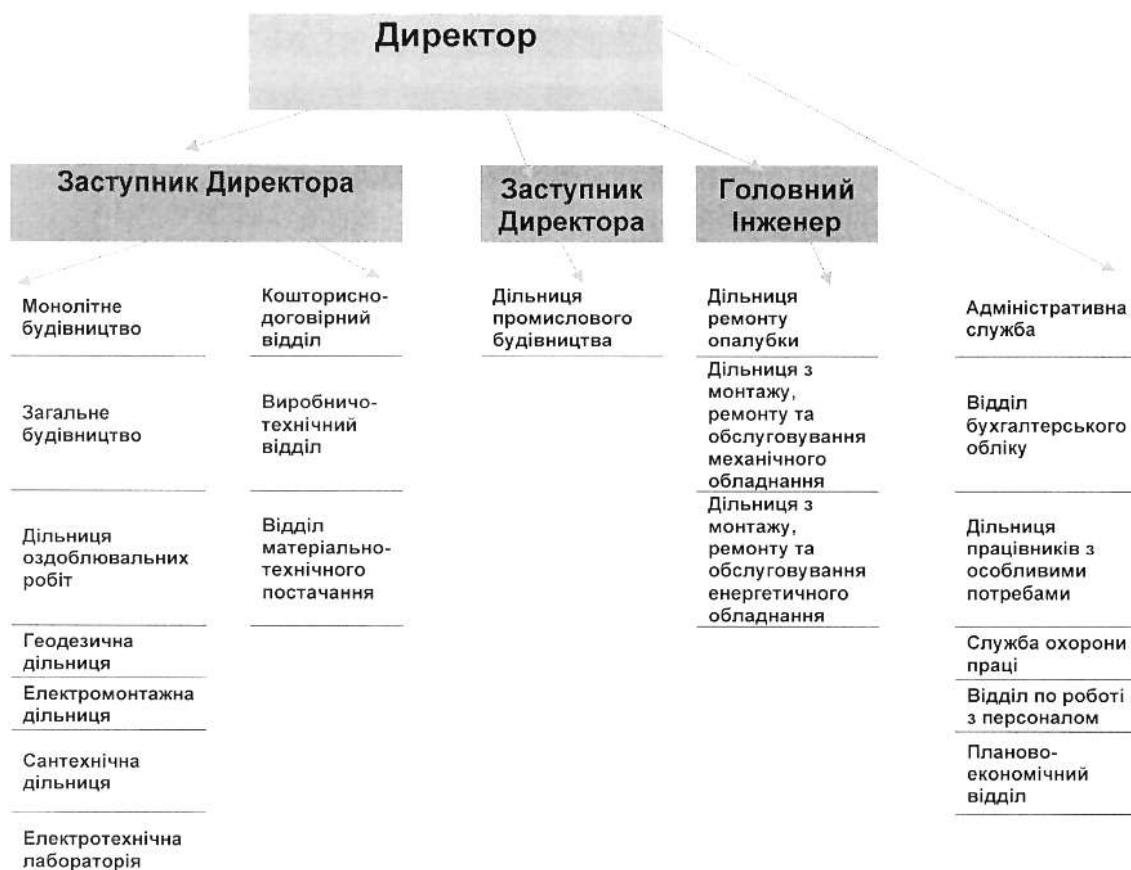 Директор
Заступник Директора
Заступник
Директора
Головний
Інженер
Монолітне
будівництво
Загальне
будівництво
Дільниця
оздоблювальних
робіт
Геодезична
дільниця
Електромонтажна
дільниця
Сантехнічна
дільниця
Електротехнічна
лабораторія
Кошторисно-
договірний
відділ
Виробничо-
технічний
відділ
Відділ
матеріально-
технічного
постачання
Дільниця
промислового
будівництва
Дільниця
ремонту
опалубки
Дільниця з
монтажу,
ремонту та
обслуговування
механічного
обладнання
Дільниця з
монтажу,
ремонту та
обслуговування
енергетичного
обладнання
Адміністративна
служба
Відділ
бухгалтерського
обліку
Дільниця
працівників з
особливими
потребами
Служба охорони
праці
Відділ по роботі
з персоналом
Планово-
економічний
відділ